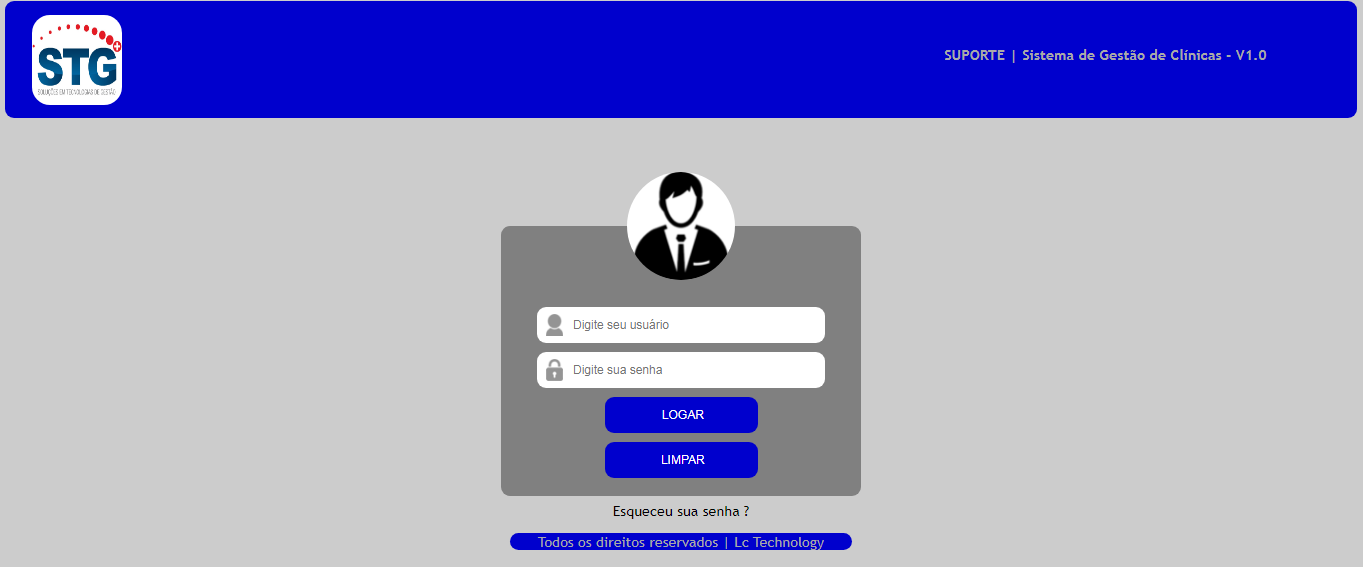 STG
SOLUÇÕES EM TECNOLOGIAS DE GESTÃO
SUPORTE | Sistema de Gestão de Clínicas - V1.0
Digite seu usuário
Digite sua senha
LOGAR
LIMPAR
Esqueceu sua senha ?
Todos os direitos reservados | Lc Technology